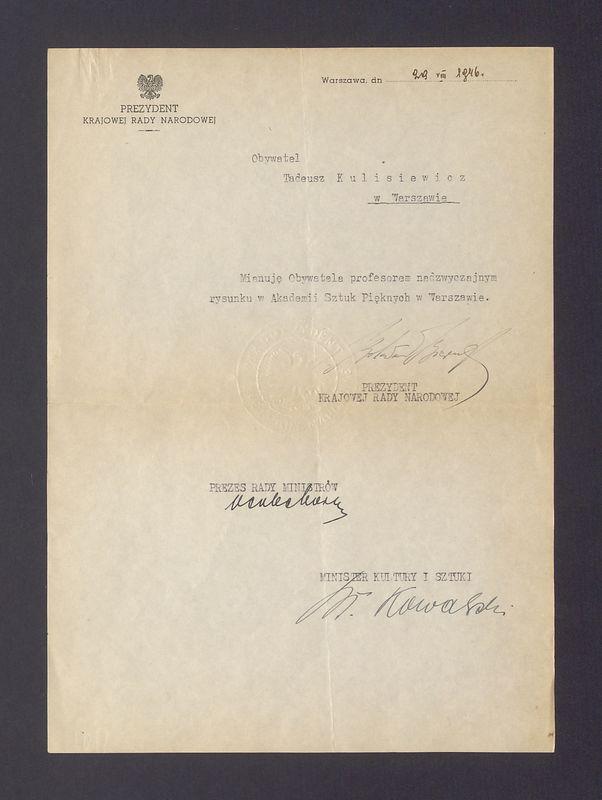 PREZYDENT
KRAJOWEJ RADY NARODOWEJ
Warszawa, dn 29 VIII 1946.
Obywatel
Tadeusz Kulisiewicz
w Warszawie
Mianuję Obywatela profesorem nadzwyczajnym
rysunku w Akademii Sztuk Pięknych w Warszawie.
PREZYDENT
KRAJOWEJ RADY NARODOWEJ
PREZES RADY MINISTRÓW
MINISTER KULTURY I SZTUKI
Kowalski